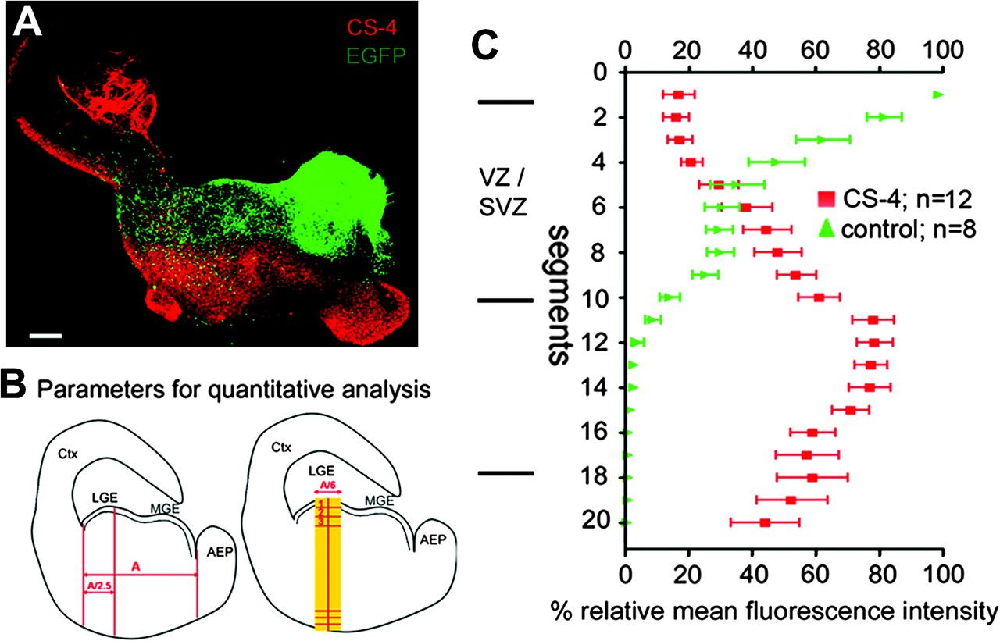 A
CS-4
EGFP
B Parameters for quantitative analysis
Ctx
LGE
MGE
AEP
A
A/2.5
Ctx
LGE
A/6
MGE
1
2
3
AEP
C
0 20 40 60 80 100
0
2
4
6
8
10
12
14
16
18
20
segments
VZ /
SVZ
CS-4; n=12
control; n=8
0 20 40 60 80 100
% relative mean fluorescence intensity